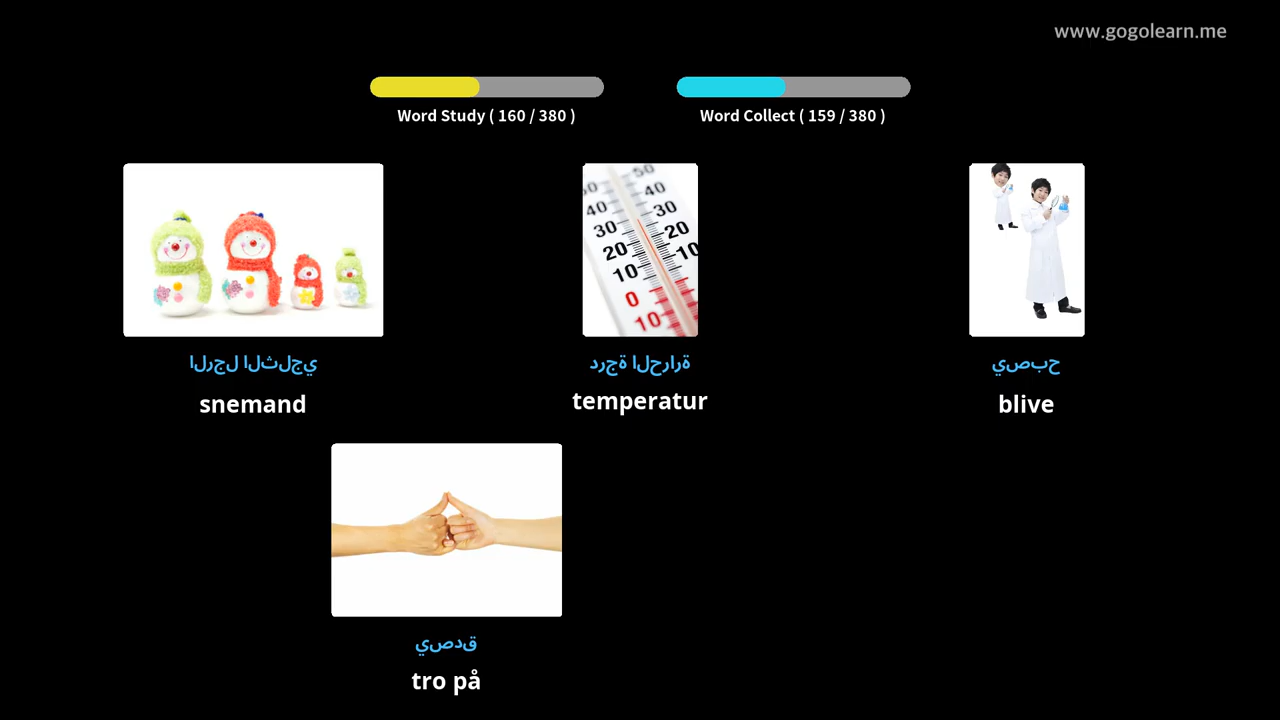 www.gogolearn.me
Word Study ( 160 / 380 )
Word Collect ( 159 / 380 )
الرجل الثلجي
درجة الحرارة
يصبح
snemand
temperatur
blive
يصدق
tro på